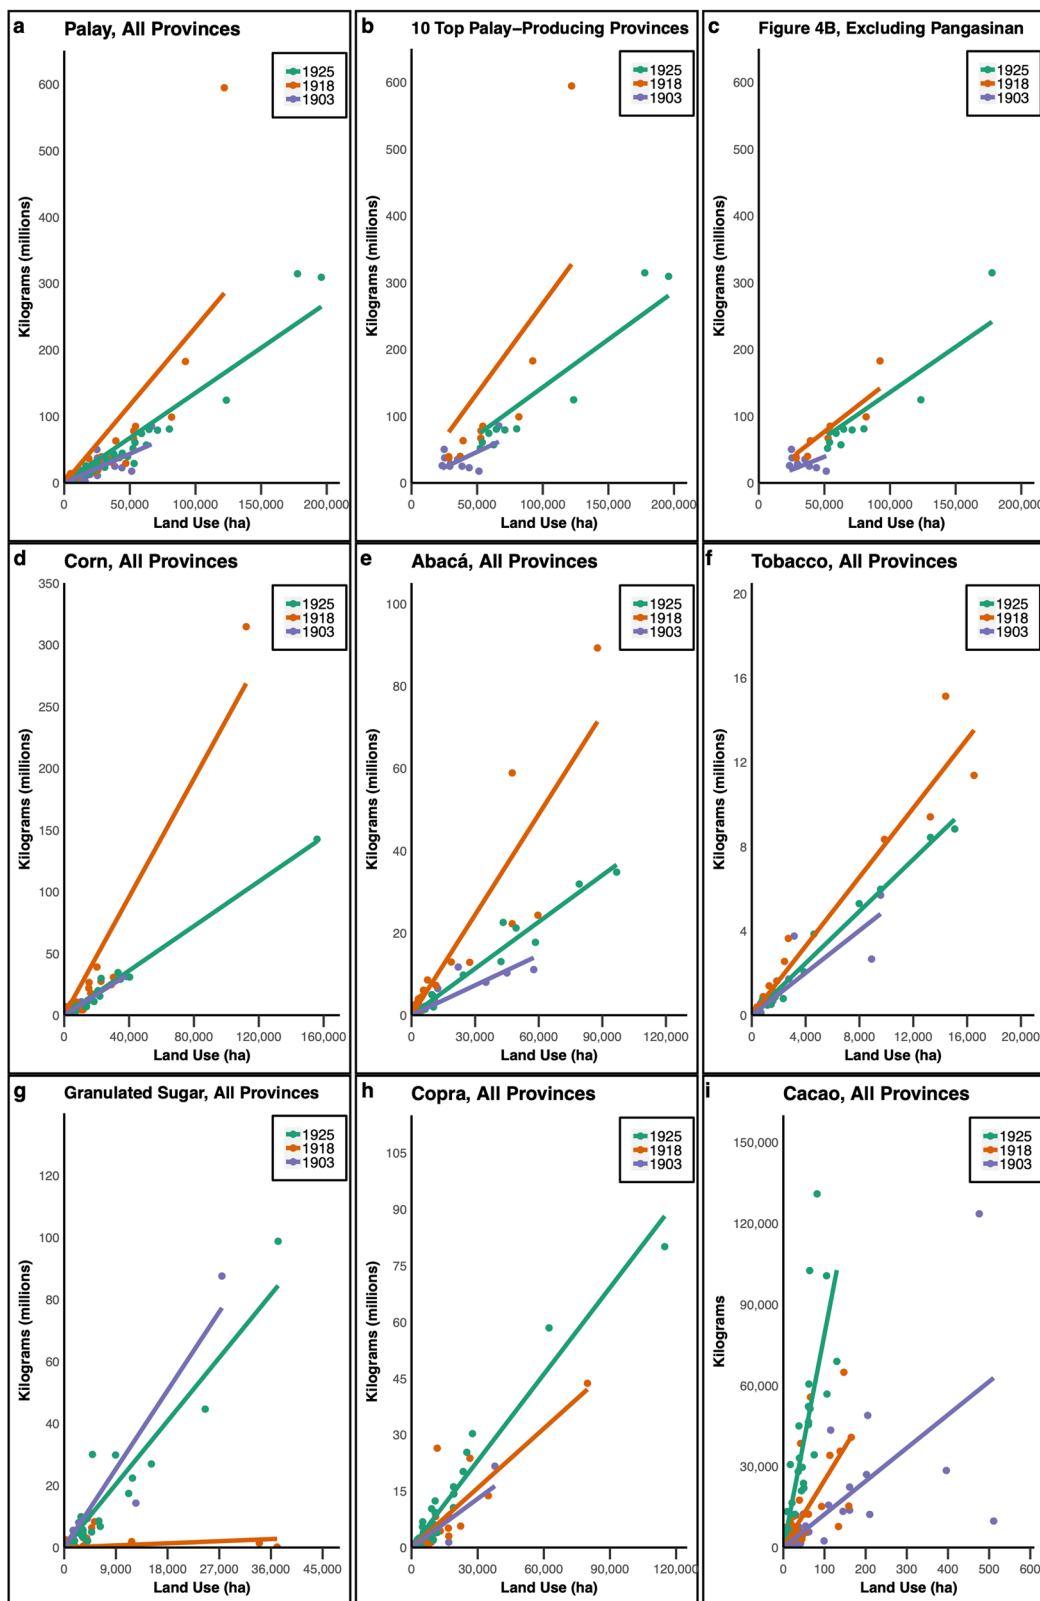 a Palay, All Provinces
1925
1918
1903
600
500
400
300
200
100
0
Kilograms (millions)
0 50,000 100,000 150,000 200,000
Land Use (ha)
b 10 Top Palay–Producing Provinces
1925
1918
1903
600
500
400
300
200
100
0
Kilograms (millions)
0 50,000 100,000 150,000 200,000
Land Use (ha)
c Figure 4B, Excluding Pangasinan
1925
1918
1903
600
500
400
300
200
100
0
Kilograms (millions)
0 50,000 100,000 150,000 200,000
Land Use (ha)
d Corn, All Provinces
1925
1918
1903
350
300
250
200
150
100
50
0
Kilograms (millions)
0 40,000 80,000 120,000 160,000
Land Use (ha)
e Abacá, All Provinces
1925
1918
1903
100
80
60
40
20
0
Kilograms (millions)
0 30,000 60,000 90,000 120,000
Land Use (ha)
f Tobacco, All Provinces
1925
1918
1903
20
16
12
8
4
0
Kilograms (millions)
0 4,000 8,000 12,000 16,000 20,000
Land Use (ha)
g Granulated Sugar, All Provinces
1925
1918
1903
120
100
80
60
40
20
0
Kilograms (millions)
0 9,000 18,000 27,000 36,000 45,000
Land Use (ha)
h Copra, All Provinces
1925
1918
1903
105
90
75
60
45
30
15
0
Kilograms (millions)
0 30,000 60,000 90,000 120,000
Land Use (ha)
i Cacao, All Provinces
1925
1918
1903
150,000
120,000
90,000
60,000
30,000
0
Kilograms
0 100 200 300 400 500 600
Land Use (ha)